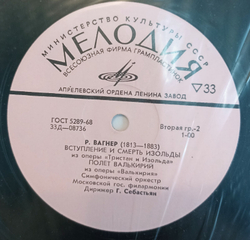 МИНИСТЕРСТВО КУЛЬТУРЫ СССР
МЕЛОДИЯ
ВСЕСОЮЗНАЯ ФИРМА ГРАМПЛАСТИНОК
33
АПРЕЛЕВСКИЙ ОРДЕНА ЛЕНИНА ЗАВОД
ГОСТ 5289-68
33Д—08736
Вторая гр.-2
1-00
Р. ВАГНЕР (1813—1883)
ВСТУПЛЕНИЕ И СМЕРТЬ ИЗОЛЬДЫ
из оперы «Тристан и Изольда»
ПОЛЕТ ВАЛЬКИРИЙ
из оперы «Валькирия»
Симфонический оркестр
Московской гос. филармонии
Дирижер Г. Себастьян